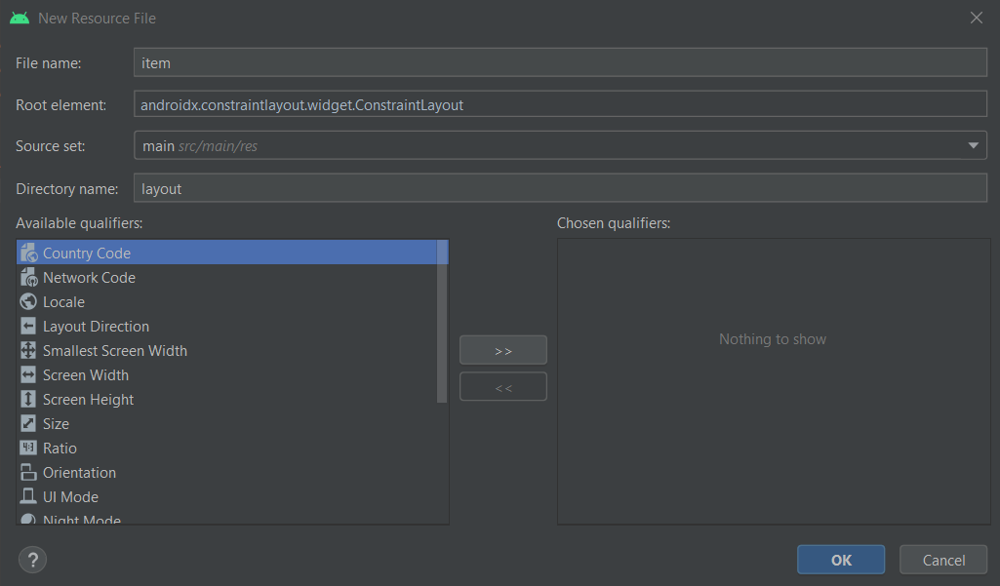 New Resource File
File name:
item
Root element:
androidx.constraintlayout.widget.ConstraintLayout
Source set:
main src/main/res
Directory name:
layout
Available qualifiers:
Chosen qualifiers:
Country Code
Network Code
Locale
Layout Direction
Smallest Screen Width
Screen Width
Screen Height
Size
Ratio
Orientation
UI Mode
Night Mode
>>
<<
Nothing to show
?
OK
Cancel